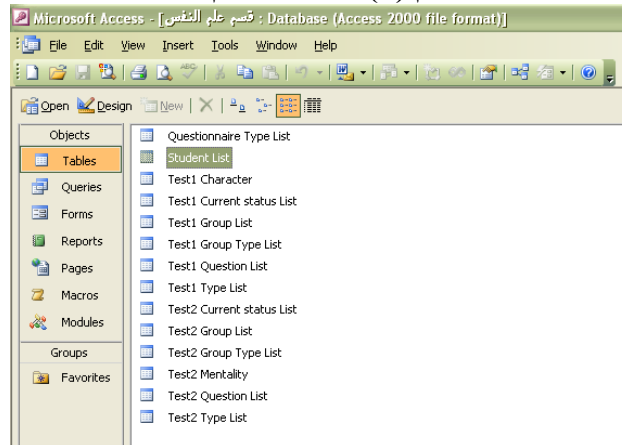 Microsoft Access - [قسم علم النفس : Database (Access 2000 file format)]
File Edit View Insert Tools Window Help
Open Design New
Objects
Tables
Queries
Forms
Reports
Pages
Macros
Modules
Groups
Favorites
Questionnaire Type List
Student List
Test1 Character
Test1 Current status List
Test1 Group List
Test1 Group Type List
Test1 Question List
Test1 Type List
Test2 Current status List
Test2 Group List
Test2 Group Type List
Test2 Mentality
Test2 Question List
Test2 Type List